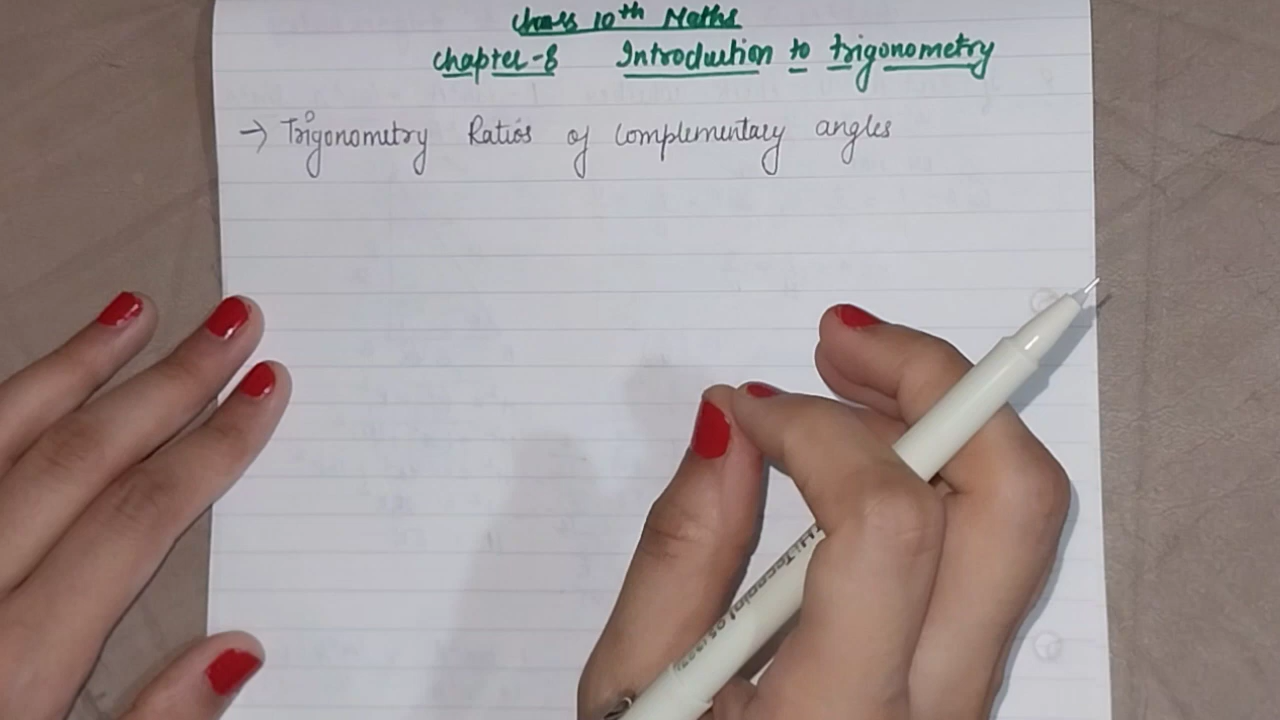 Class 10th Maths
Chapter-8 Introduction to trigonometry
→ Trigonometry Ratios of Complementary angles